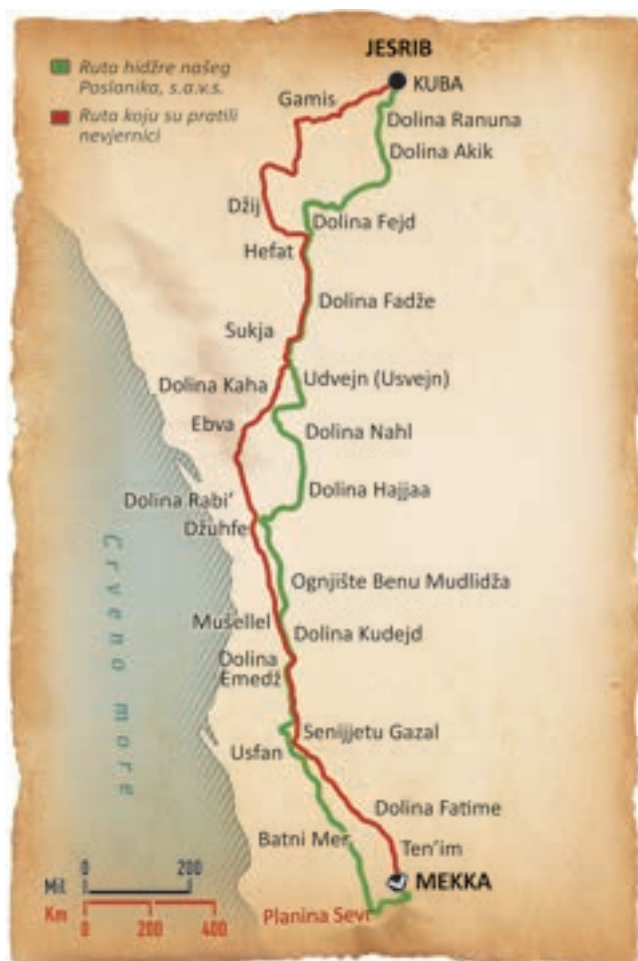 JESRIB
Ruta hidžre našeg
Poslanika, s.a.v.s.
KUBA
Gamis
Ruta koju su pratili
nevjernici
Dolina Ranuna
Dolina Akik
Džij
Dolina Fejd
Hefat
Dolina Fadže
Sukja
Udvejn (Usvejn)
Dolina Kaha
Ebva
Dolina Nahl
Dolina Hajjaa
Dolina Rabi'
Džuhfe
Crveno more
Ognjište Benu Mudlidža
Mušellel
Dolina Kudejd
Dolina
Emedž
Senijjetu Gazal
Usfan
Dolina Fatime
Batni Mer
Ten'im
0 200
Mil
MEKKA
Km
Planina Sevr
0 200 400